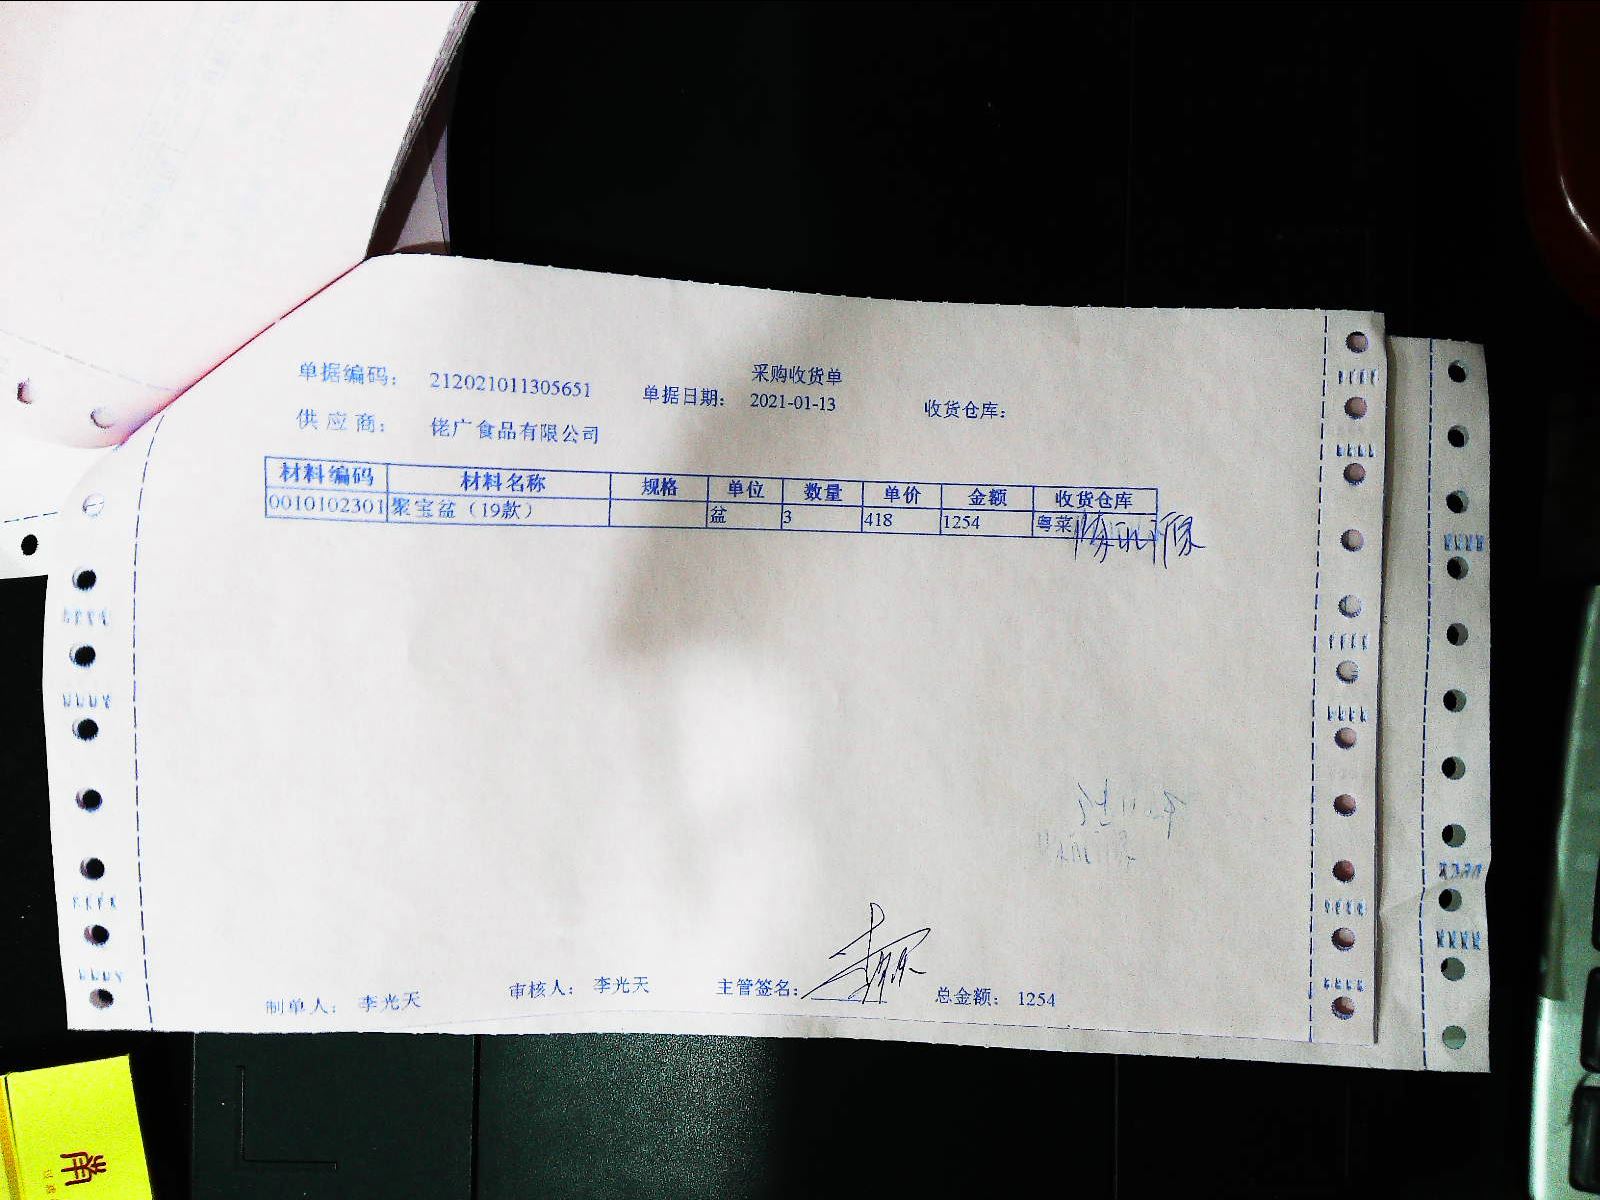 采购收货单
单据编码： 212021011305651 单据日期： 2021-01-13 收货仓库：
供应商： 佬广食品有限公司
材料编码 材料名称 规格 单位 数量 单价 金额 收货仓库
0010102301 聚宝盆（19款） 盆 3 418 1254 粤菜
制单人： 李光天 审核人： 李光天 主管签名： 总金额： 1254